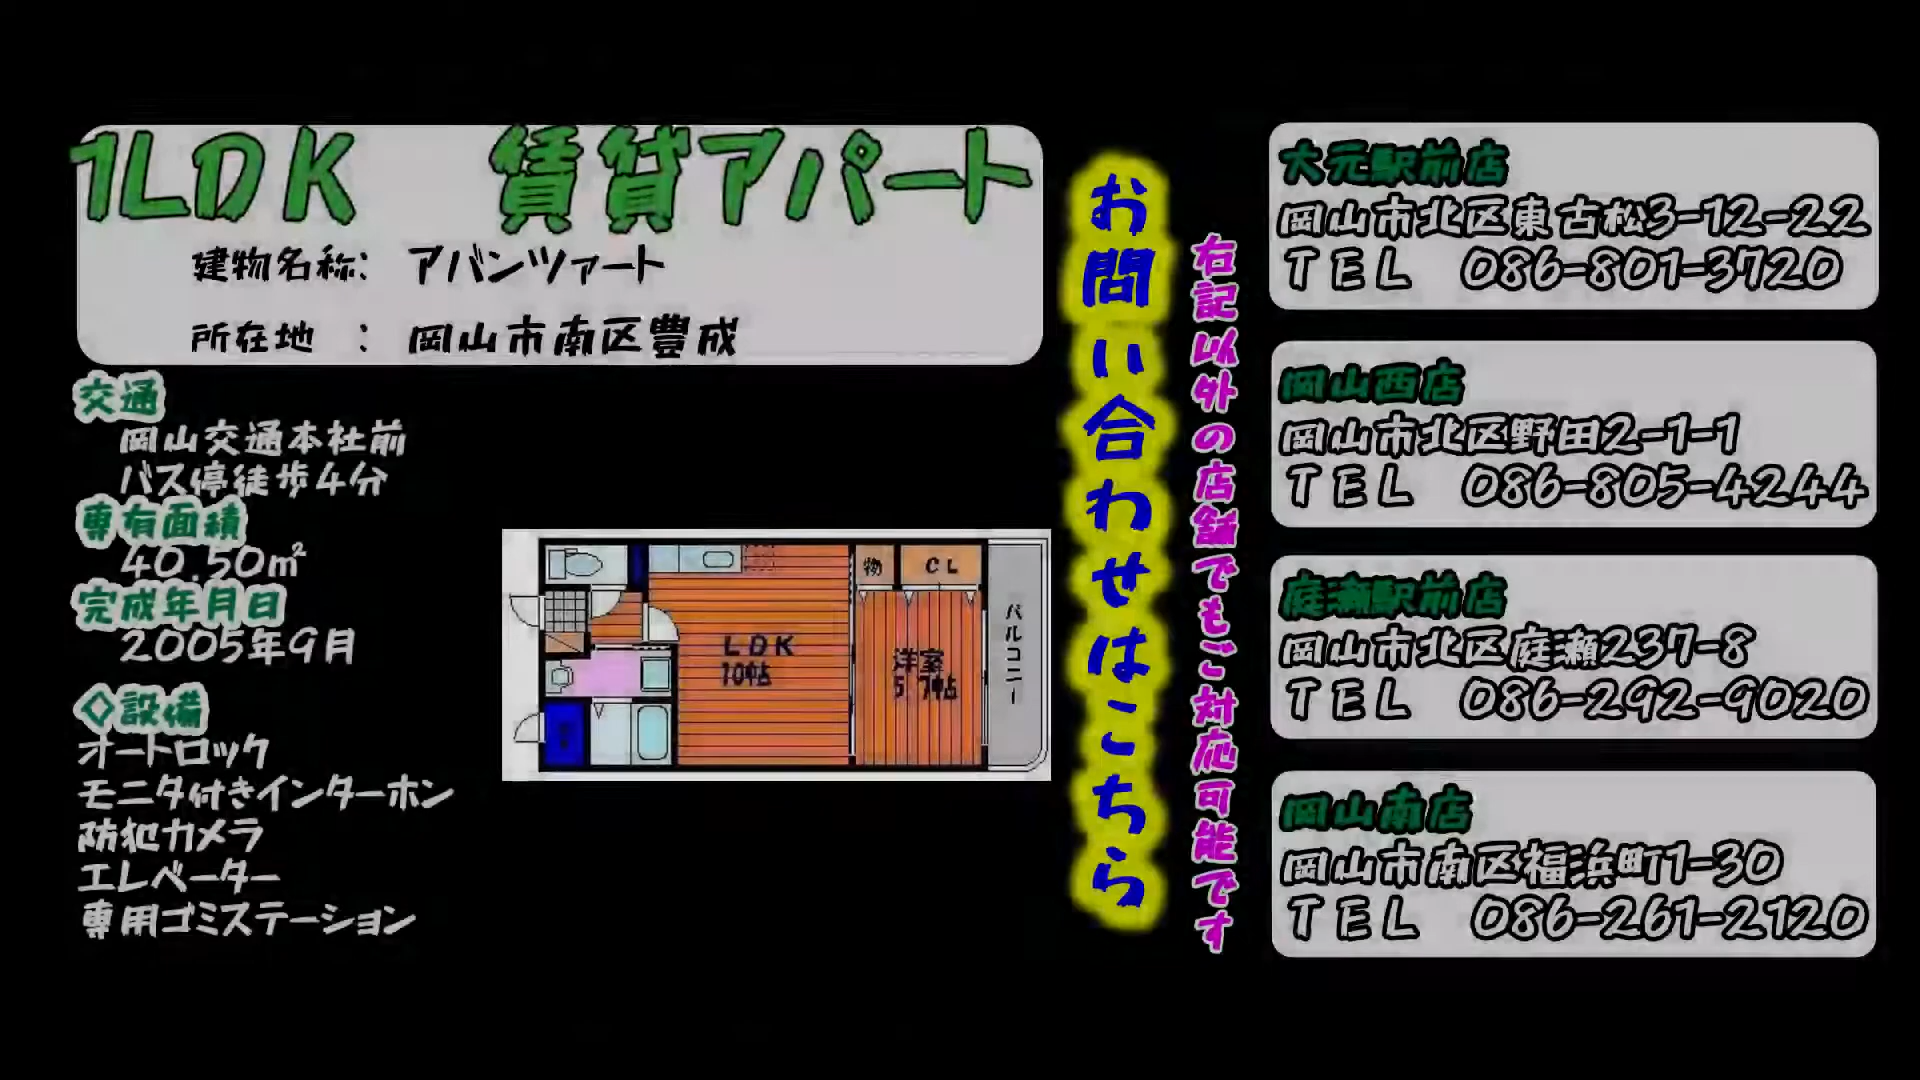 1LDK　賃貸アパート
建物名称:　アバンツァート
所在地　:　岡山市南区豊成
交通
岡山交通本社前
バス停徒歩4分
専有面積
40.50㎡
完成年月日
2005年9月
◇設備
オートロック
モニタ付きインターホン
防犯カメラ
エレベーター
専用ゴミステーション
物
CL
LDK
10帖
洋室
5.7帖
バルコニー
お問い合わせはこちら
右記以外の店舗でもご対応可能です
大元駅前店
岡山市北区東古松3-12-22
TEL　086-801-3720
岡山西店
岡山市北区野田2-1-1
TEL　086-805-4244
庭瀬駅前店
岡山市北区庭瀬237-8
TEL　086-292-9020
岡山南店
岡山市南区福浜町1-30
TEL　086-261-2120